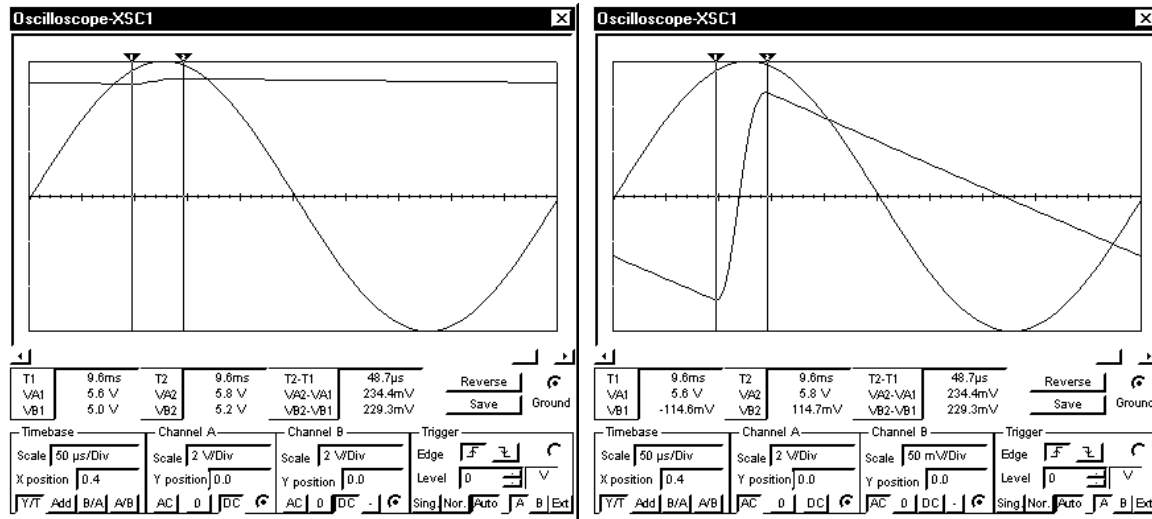 Oscilloscope-XSC1
1 2
T1 9.6ms T2 9.6ms T2-T1 48.7µs Reverse
VA1 5.6 V VA2 5.8 V VA2-VA1 234.4mV
VB1 5.0 V VB2 5.2 V VB2-VB1 229.3mV Save Ground
Timebase Channel A Channel B Trigger
Scale 50 µs/Div Scale 2 V/Div Scale 2 V/Div Edge
X position 0.4 Y position 0.0 Y position 0.0 Level 0 V
Y/T Add B/A A/B AC 0 DC AC 0 DC - Sing. Nor. Auto A B Ext
Oscilloscope-XSC1
1 2
T1 9.6ms T2 9.6ms T2-T1 48.7µs Reverse
VA1 5.6 V VA2 5.8 V VA2-VA1 234.4mV
VB1 -114.6mV VB2 114.7mV VB2-VB1 229.3mV Save Ground
Timebase Channel A Channel B Trigger
Scale 50 µs/Div Scale 2 V/Div Scale 50 mV/Div Edge
X position 0.4 Y position 0.0 Y position 0.0 Level 0 V
Y/T Add B/A A/B AC 0 DC AC 0 DC - Sing. Nor. Auto A B Ext